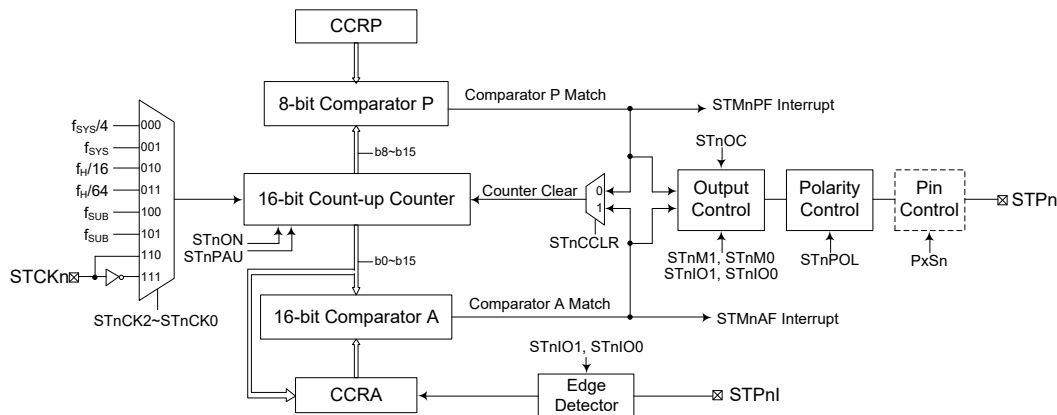 CCRP
8-bit Comparator P
Comparator P Match
STMnPF Interrupt
fSYS/4
000
fSYS
001
fH/16
010
fH/64
011
fSUB
100
fSUB
101
110
111
STCKn
STnCK2~STnCK0
b8~b15
16-bit Count-up Counter
STnON
STnPAU
b0~b15
Counter Clear
0
1
STnCCLR
STnOC
Output
Control
STnM1, STnM0
STnIO1, STnIO0
Polarity
Control
STnPOL
Pin
Control
PxSn
STPn
16-bit Comparator A
Comparator A Match
STMnAF Interrupt
STnIO1, STnIO0
CCRA
Edge
Detector
STPnI